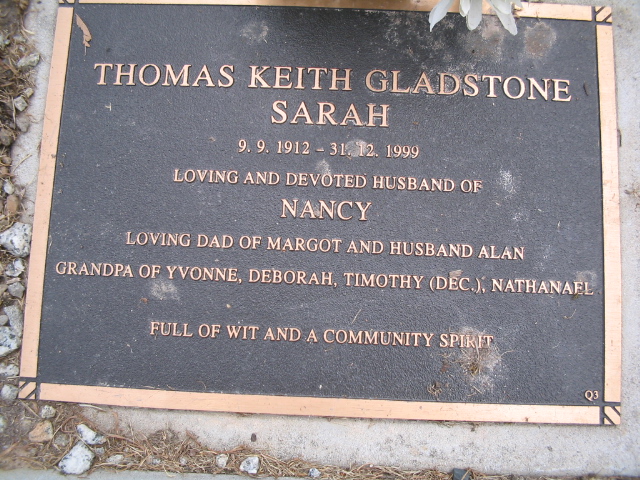 THOMAS KEITH GLADSTONE
SARAH
9. 9. 1912 - 31. 12. 1999
LOVING AND DEVOTED HUSBAND OF
NANCY
LOVING DAD OF MARGOT AND HUSBAND ALAN
GRANDPA OF YVONNE, DEBORAH, TIMOTHY (DEC.), NATHANAEL
FULL OF WIT AND A COMMUNITY SPIRIT
Q3